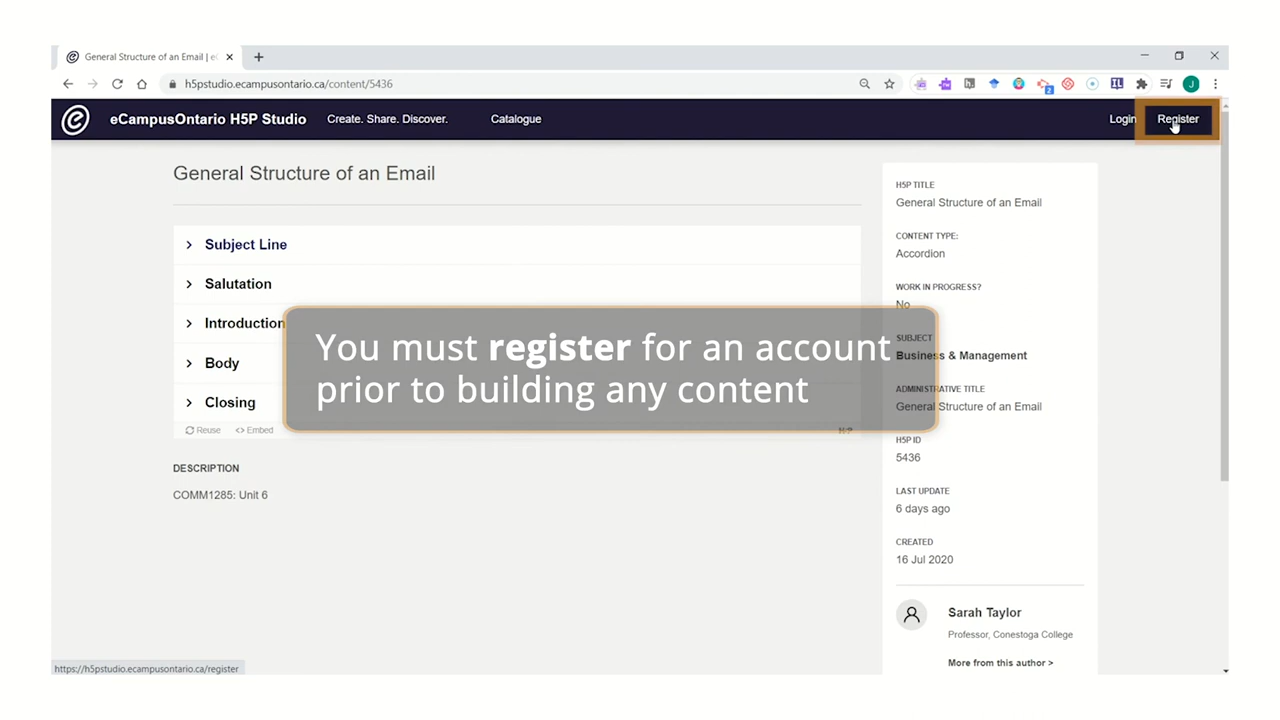 General Structure of an Email | e
h5pstudio.ecampusontario.ca/content/5436
2
J
eCampusOntario H5P Studio
Create. Share. Discover.
Catalogue
Login
Register
General Structure of an Email
Subject Line
Salutation
Introduction
Body
Closing
Reuse
Embed
H-P
You must register for an account
prior to building any content
DESCRIPTION
COMM1285: Unit 6
H5P TITLE
General Structure of an Email
CONTENT TYPE:
Accordion
WORK IN PROGRESS?
No
SUBJECT
Business & Management
ADMINISTRATIVE TITLE
General Structure of an Email
H5P ID
5436
LAST UPDATE
6 days ago
CREATED
16 Jul 2020
Sarah Taylor
Professor, Conestoga College
More from this author >
https://h5pstudio.ecampusontario.ca/register